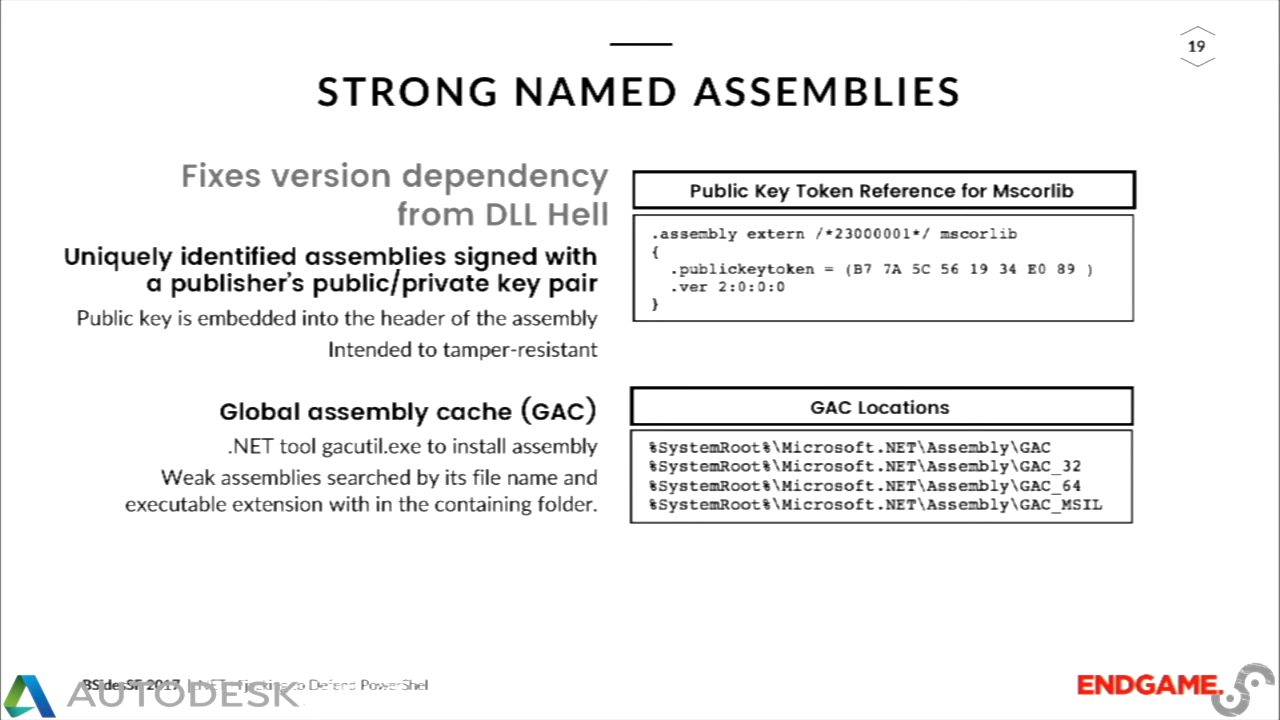 19
STRONG NAMED ASSEMBLIES
Fixes version dependency
from DLL Hell
Uniquely identified assemblies signed with
a publisher's public/private key pair
Public key is embedded into the header of the assembly
Intended to tamper-resistant
Global assembly cache (GAC)
.NET tool gacutil.exe to install assembly
Weak assemblies searched by its file name and
executable extension with in the containing folder.
Public Key Token Reference for Mscorlib
.assembly extern /*23000001*/ mscorlib
{
.publickeytoken = (B7 7A 5C 56 19 34 E0 89 )
.ver 2:0:0:0
}
GAC Locations
%SystemRoot%\Microsoft.NET\Assembly\GAC
%SystemRoot%\Microsoft.NET\Assembly\GAC_32
%SystemRoot%\Microsoft.NET\Assembly\GAC_64
%SystemRoot%\Microsoft.NET\Assembly\GAC_MSIL
BSidesSF 2017 | .NET to Defend PowerShel
AUTODESK.
ENDGAME.